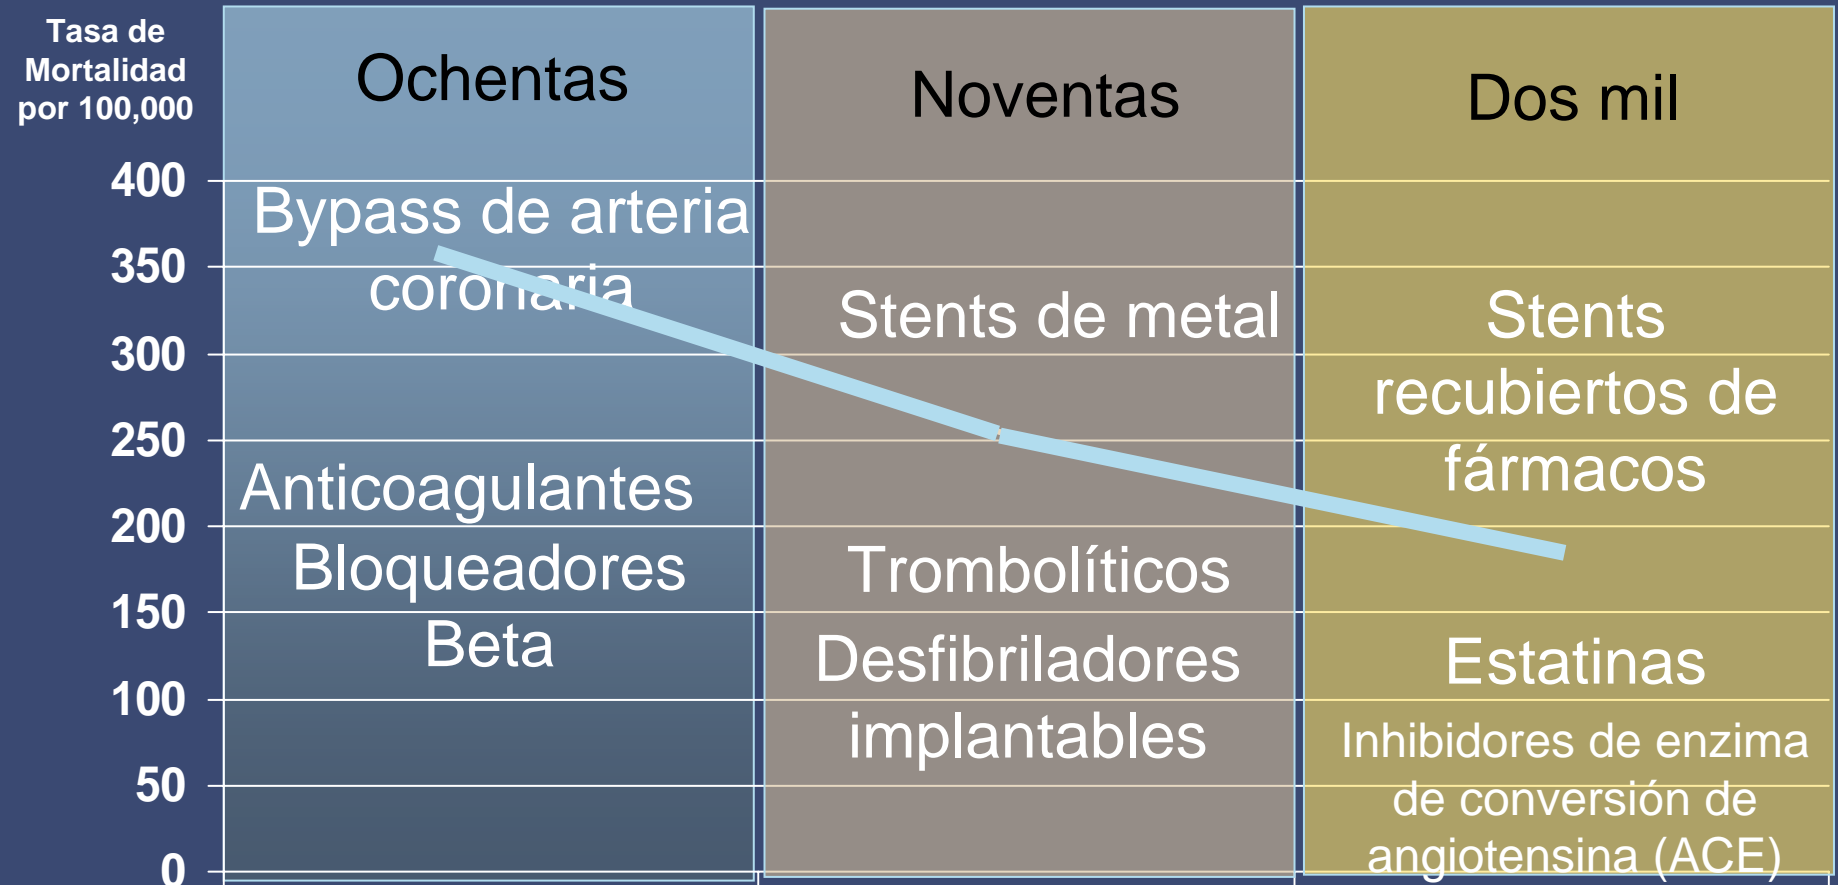 Tasa de
Mortalidad
por 100,000
Ochentas
Noventas
Dos mil
400
350
300
250
200
150
100
50
0
Bypass de arteria
coronaria
Anticoagulantes
Bloqueadores
Beta
Stents de metal
Trombolíticos
Desfibriladores
implantables
Stents
recubiertos de
fármacos
Estatinas
Inhibidores de enzima
de conversión de
angiotensina (ACE)